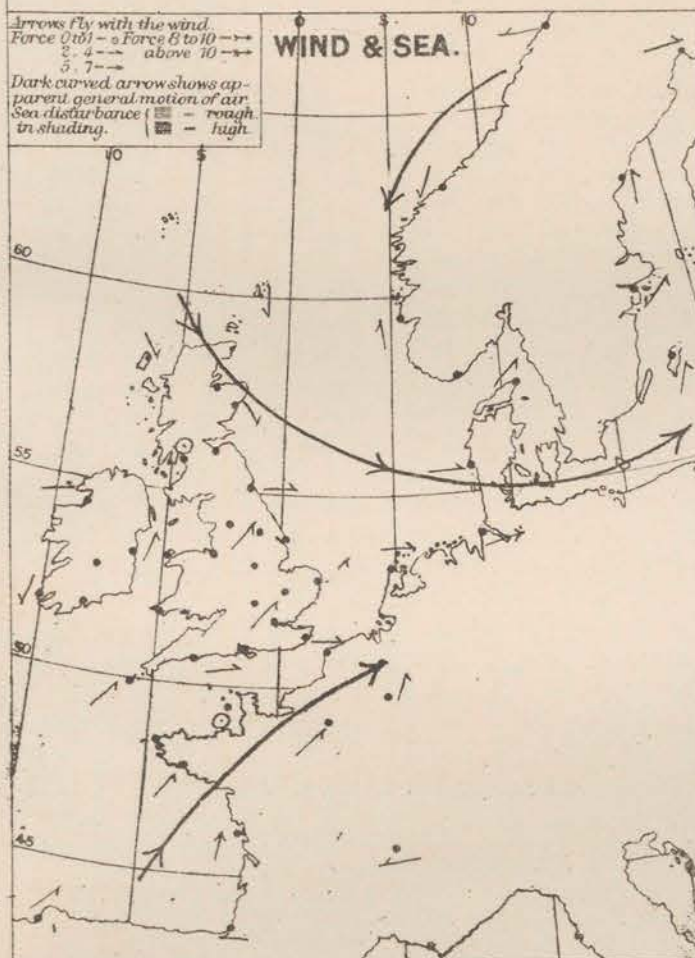 Arrows fly with the wind.
Force 0 to 1 - o Force 8 to 10 -
2. 4 - above 10 -
5. 7 -
Dark curved arrow shows ap-
parent general motion of air
Sea disturbance { - rough.
in shading. { - high.
WIND & SEA.
0
5
10
10
5
60
55
50
45